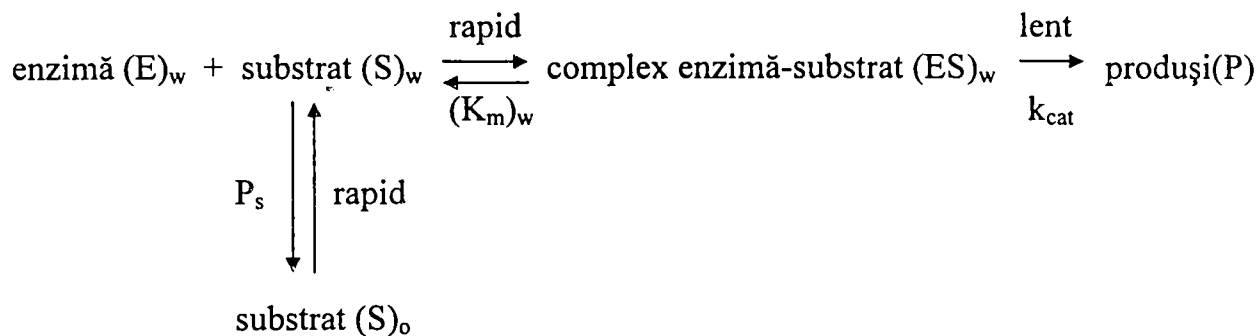 rapid lent
enzimă (E)w + substrat (S)w complex enzimă-substrat (ES)w produşi(P)
(Km)w kcat
Ps rapid
substrat (S)o